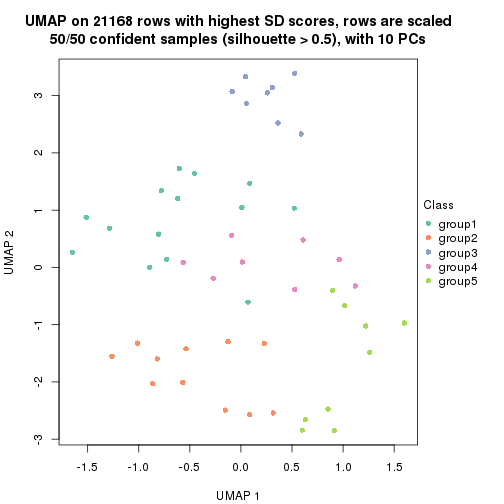 UMAP on 21168 rows with highest SD scores, rows are scaled
50/50 confident samples (silhouette > 0.5), with 10 PCs
3
2
1
0
-1
-2
-3
UMAP 2
-1.5 -1.0 -0.5 0.0 0.5 1.0 1.5
UMAP 1
Class
group1
group2
group3
group4
group5